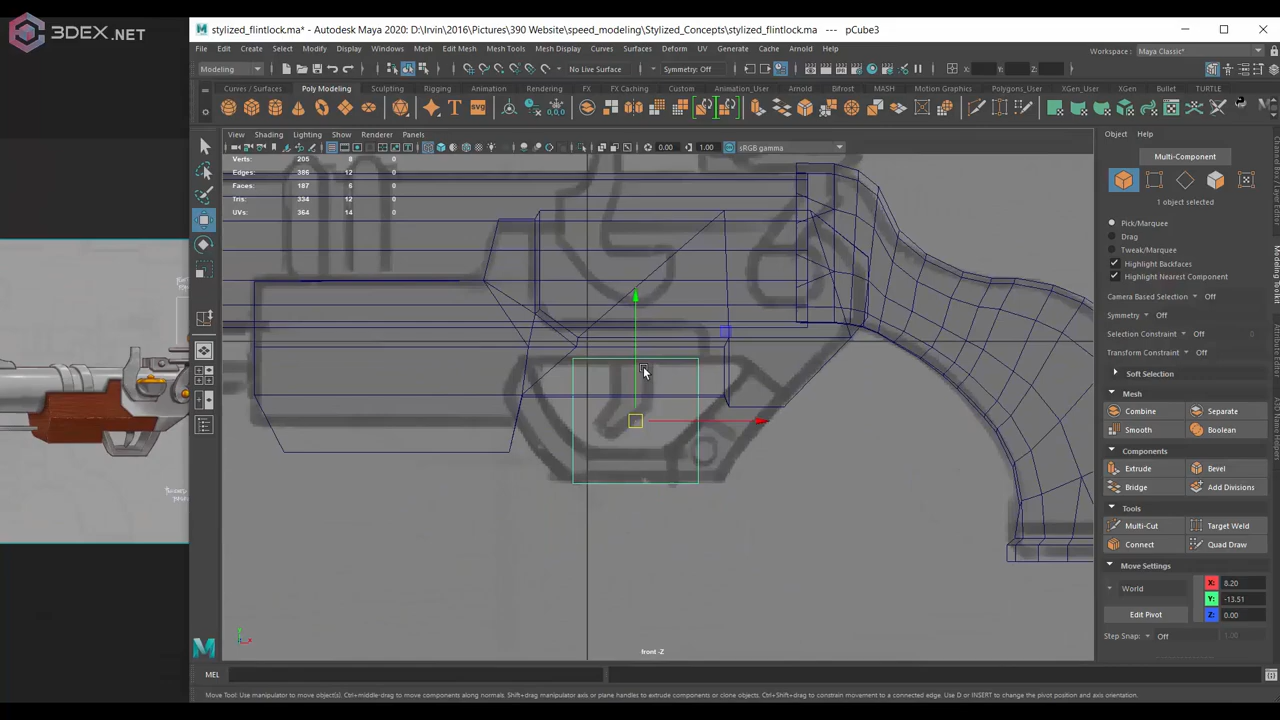 3DEX.NET
stylized_flintlock.ma* - Autodesk Maya 2020: D:\Irvin\2016\Pictures\390 Website\speed_modeling\Stylized_Concepts\stylized_flintlock.ma --- pCube3
File Edit Create Select Modify Display Windows Mesh Edit Mesh Mesh Tools Mesh Display Curves Surfaces Deform UV Generate Cache Arnold Help
Workspace: Maya Classic*
Modeling No Live Surface Symmetry: Off X: Y: Z:
Curves / Surfaces Poly Modeling Sculpting Rigging Animation Rendering FX FX Caching Custom Animation_User Arnold Bifrost MASH Motion Graphics Polygons_User XGen_User XGen Bullet TURTLE
View Shading Lighting Show Renderer Panels
0.00 1.00 sRGB gamma
Verts: 205 8 0
Edges: 386 12 0
Faces: 187 6 0
Tris: 334 12 0
UVs: 364 14 0
front -Z
Object Help
Multi-Component
1 object selected
Pick/Marquee
Drag
Tweak/Marquee
Highlight Backfaces
Highlight Nearest Component
Camera Based Selection Off
Symmetry Off
Selection Constraint Off
Transform Constraint Off
Soft Selection
Mesh
Combine Separate
Smooth Boolean
Components
Extrude Bevel
Bridge Add Divisions
Tools
Multi-Cut Target Weld
Connect Quad Draw
Move Settings
World
X: 8.20
Y: -13.51
Z: 0.00
Edit Pivot
Step Snap: Off 1.00
Modeling Toolkit
MEL
Move Tool: Use manipulator to move object(s). Ctrl+middle-drag to move components along normals. Shift+drag manipulator axis or plane handles to extrude components or clone objects. Ctrl+Shift+drag to constrain movement to a connected edge. Use D or INSERT to change the pivot position and axis orientation.